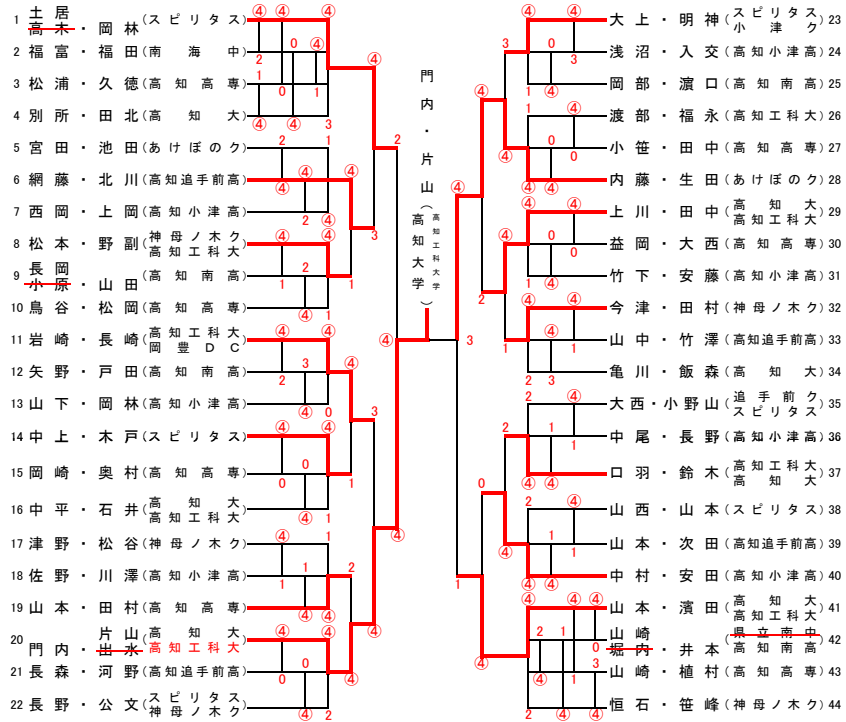 1 土居 高木・岡林(スピリタス)
2 福富・福田(南海中)
3 松浦・久徳(高知高専)
4 別所・田北(高知大)
5 宮田・池田(あけぼのク)
6 網藤・北川(高知追手前高)
7 西岡・上岡(高知小津高)
8 松本・野副(神母ノ木ク 高知工科大)
9 長岡 小原・山田(高知南高)
10 鳥谷・松岡(高知高専)
11 岩崎・長崎(高知工科大 岡豊DC)
12 矢野・戸田(高知南高)
13 山下・岡林(高知小津高)
14 中上・木戸(スピリタス)
15 岡崎・奥村(高知高専)
16 中平・石井(高知大 高知工科大)
17 津野・松谷(神母ノ木ク)
18 佐野・川澤(高知小津高)
19 山本・田村(高知高専)
20 門内・片山 出水(高知大 高知工科大)
21 長森・河野(高知追手前高)
22 長野・公文(スピリタス 神母ノ木ク)
門内・片山(高知大学 高知工科大学)
大上・明神(スピリタス 小津ク)23
浅沼・入交(高知小津高)24
岡部・濵口(高知南高)25
渡部・福永(高知工科大)26
小笹・田中(高知高専)27
内藤・生田(あけぼのク)28
上川・田中(高知大 高知工科大)29
益岡・大西(高知高専)30
竹下・安藤(高知小津高)31
今津・田村(神母ノ木ク)32
山中・竹澤(高知追手前高)33
亀川・飯森(高知大)34
大西・小野山(追手前ク スピリタス)35
中尾・長野(高知小津高)36
口羽・鈴木(高知工科大 高知大)37
山西・山本(スピリタス)38
山本・次田(高知追手前高)39
中村・安田(高知小津高)40
山本・濱田(高知大 高知工科大)41
山崎 堀内・井本(県立南中 高知南高)42
山崎・植村(高知高専)43
恒石・笹峰(神母ノ木ク)44